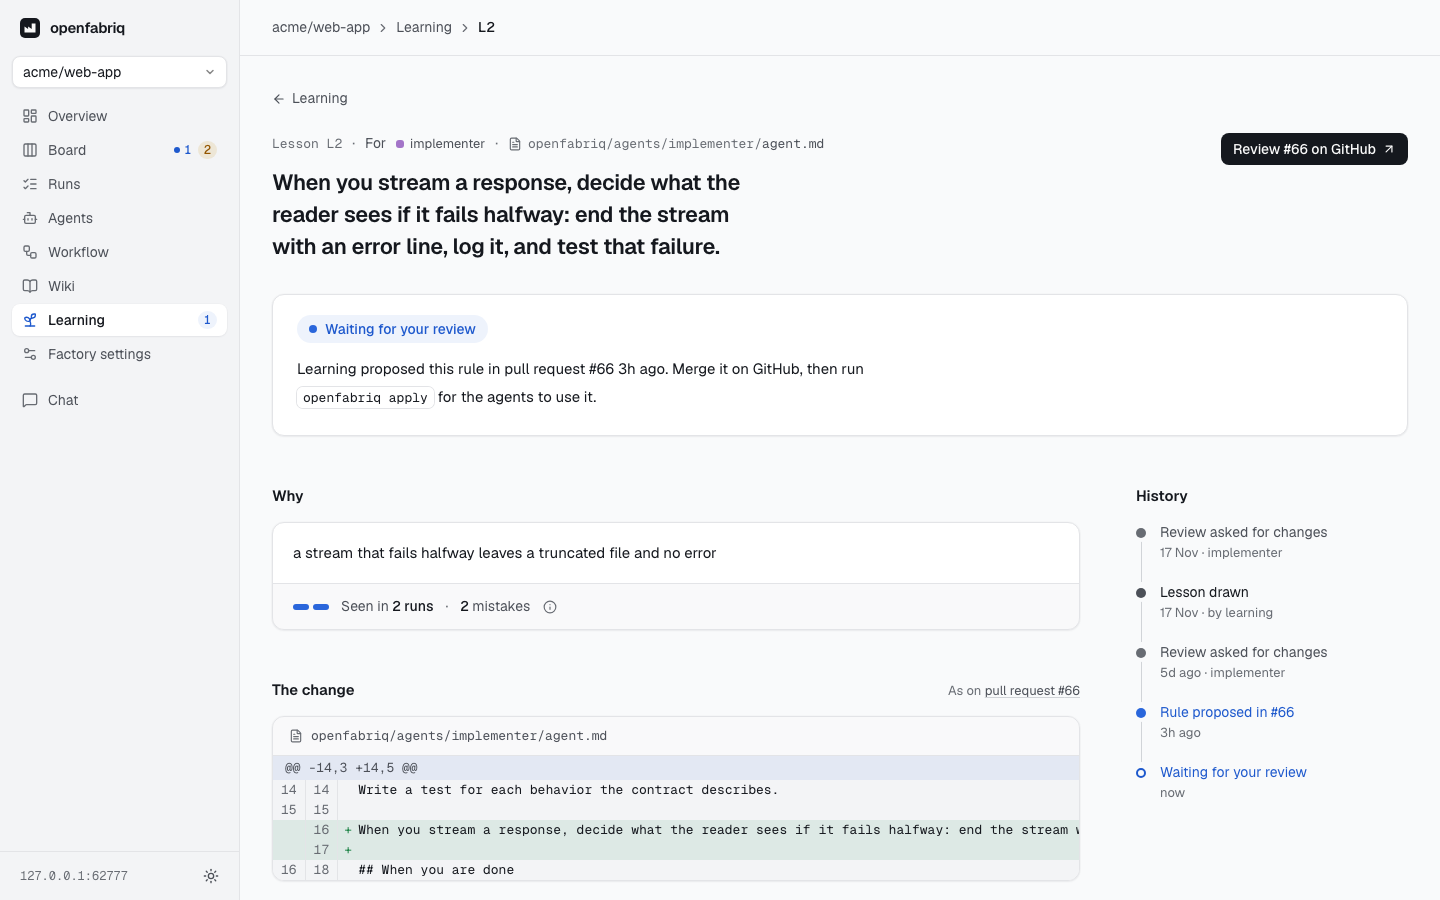 openfabriq
acme/web-app
Overview
Board 1 2
Runs
Agents
Workflow
Wiki
Learning 1
Factory settings
Chat
127.0.0.1:62777
acme/web-app > Learning > L2
← Learning
Lesson L2 · For implementer · openfabriq/agents/implementer/agent.md
Review #66 on GitHub ↗
When you stream a response, decide what the
reader sees if it fails halfway: end the stream
with an error line, log it, and test that failure.
Waiting for your review
Learning proposed this rule in pull request #66 3h ago. Merge it on GitHub, then run
openfabriq apply for the agents to use it.
Why
a stream that fails halfway leaves a truncated file and no error
Seen in 2 runs · 2 mistakes
The change
As on pull request #66
openfabriq/agents/implementer/agent.md
@@ -14,3 +14,5 @@
14 14 Write a test for each behavior the contract describes.
15 15
16 + When you stream a response, decide what the reader sees if it fails halfway: end the stream
17 +
16 18 ## When you are done
History
Review asked for changes
17 Nov · implementer
Lesson drawn
17 Nov · by learning
Review asked for changes
5d ago · implementer
Rule proposed in #66
3h ago
Waiting for your review
now